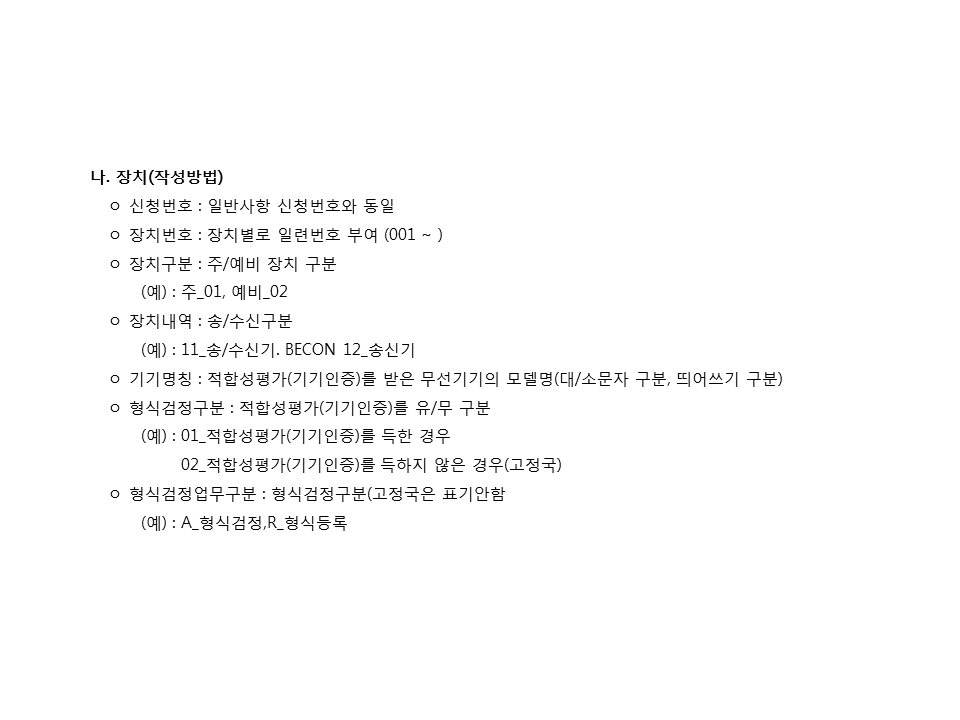 나. 장치(작성방법)
ㅇ 신청번호 : 일반사항 신청번호와 동일
ㅇ 장치번호 : 장치별로 일련번호 부여 (001 ~ )
ㅇ 장치구분 : 주/예비 장치 구분
(예) : 주_01, 예비_02
ㅇ 장치내역 : 송/수신구분
(예) : 11_송/수신기. BECON 12_송신기
ㅇ 기기명칭 : 적합성평가(기기인증)를 받은 무선기기의 모델명(대/소문자 구분, 띄어쓰기 구분)
ㅇ 형식검정구분 : 적합성평가(기기인증)를 유/무 구분
(예) : 01_적합성평가(기기인증)를 득한 경우
02_적합성평가(기기인증)를 득하지 않은 경우(고정국)
ㅇ 형식검정업무구분 : 형식검정구분(고정국은 표기안함
(예) : A_형식검정,R_형식등록